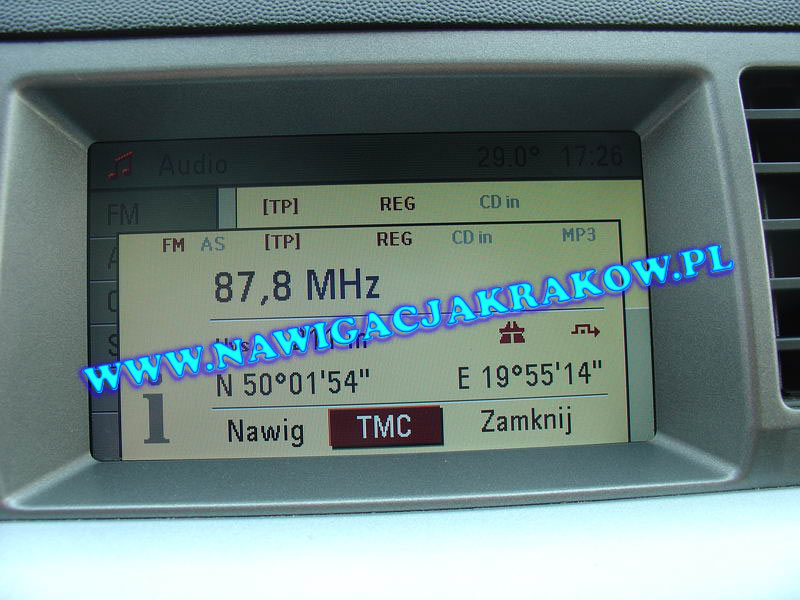 Audio 29.0° 17:26
FM [TP] REG CD in
FM AS [TP] REG CD in MP3
87,8 MHz
WWW.NAWIGACJAKRAKOW.PL
N 50°01'54" E 19°55'14"
i
Nawig TMC Zamknij